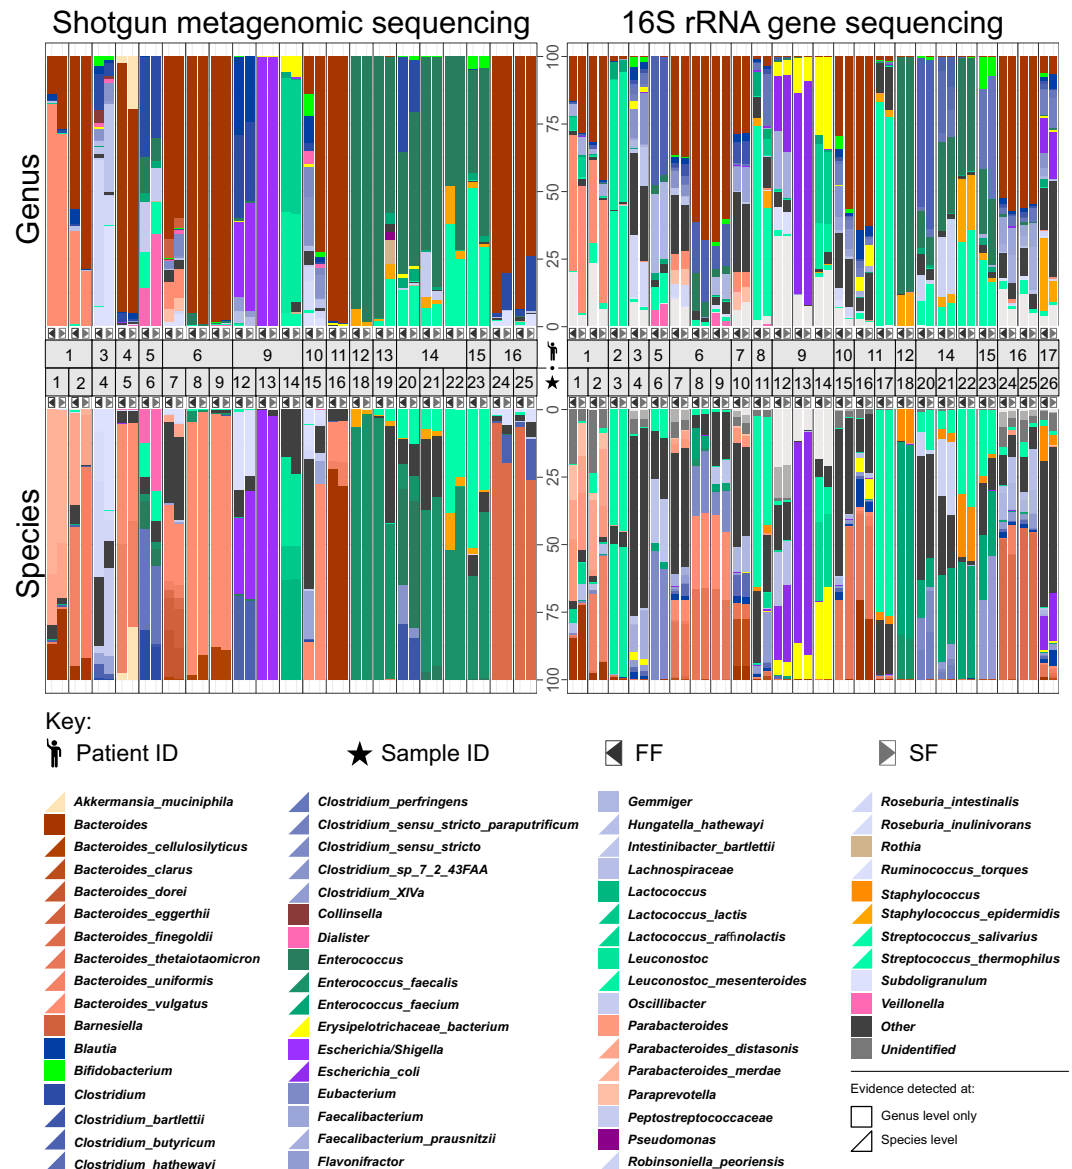 Shotgun metagenomic sequencing
16S rRNA gene sequencing
Genus
100
75
50
25
0
1 3 4 5 6 9 10 11 12 13 14 15 16
1 2 3 5 6 7 8 9 10 11 12 15 16 17
1 2 4 5 6 7 8 9 12 13 14 15 16 18 19 20 21 22 23 24 25
1 2 3 4 6 7 8 9 10 11 12 13 14 15 16 17 18 20 21 22 23 24 25 26
Species
0
25
50
75
100
Key:
Patient ID
Sample ID
FF
SF
Akkermansia_muciniphila
Bacteroides
Bacteroides_cellulosilyticus
Bacteroides_clarus
Bacteroides_dorei
Bacteroides_eggerthii
Bacteroides_finegoldii
Bacteroides_thetaiotaomicron
Bacteroides_uniformis
Bacteroides_vulgatus
Barnesiella
Blautia
Bifidobacterium
Clostridium
Clostridium_bartlettii
Clostridium_butyricum
Clostridium_hathewayi
Clostridium_perfringens
Clostridium_sensu_stricto_paraputrificum
Clostridium_sensu_stricto
Clostridium_sp_7_2_43FAA
Clostridium_XIVa
Collinsella
Dialister
Enterococcus
Enterococcus_faecalis
Enterococcus_faecium
Erysipelotrichaceae_bacterium
Escherichia/Shigella
Escherichia_coli
Eubacterium
Faecalibacterium
Faecalibacterium_prausnitzii
Flavonifractor
Gemmiger
Hungatella_hathewayi
Intestinibacter_bartlettii
Lachnospiraceae
Lactococcus
Lactococcus_lactis
Lactococcus_raffinolactis
Leuconostoc
Leuconostoc_mesenteroides
Oscillibacter
Parabacteroides
Parabacteroides_distasonis
Parabacteroides_merdae
Paraprevotella
Peptostreptococcaceae
Pseudomonas
Robinsoniella_peoriensis
Roseburia_intestinalis
Roseburia_inulinivorans
Rothia
Ruminococcus_torques
Staphylococcus
Staphylococcus_epidermidis
Streptococcus_salivarius
Streptococcus_thermophilus
Subdoligranulum
Veillonella
Other
Unidentified
Evidence detected at:
Genus level only
Species level